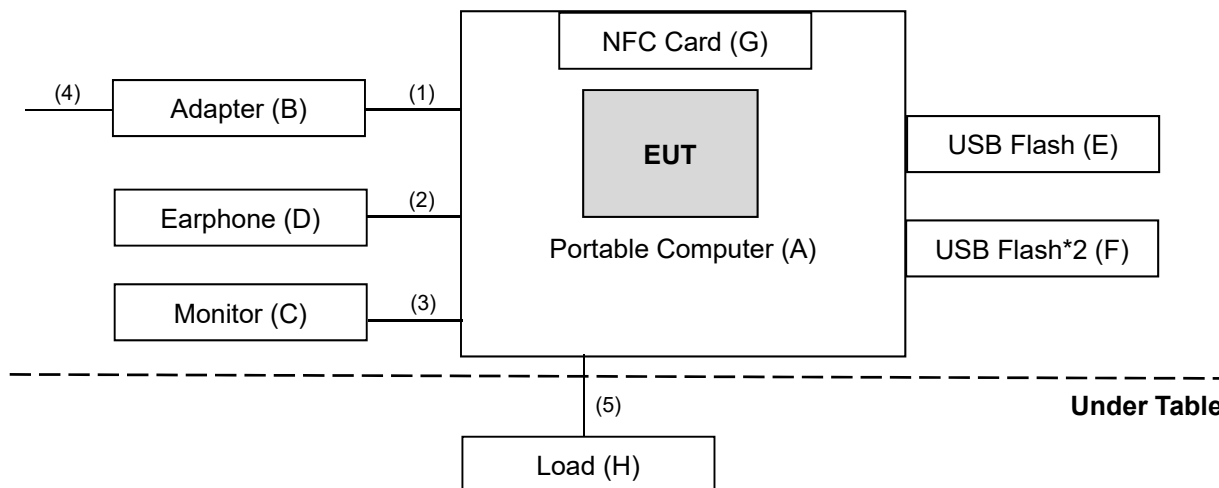 NFC Card (G)
(4)
Adapter (B)
(1)
EUT
USB Flash (E)
Earphone (D)
(2)
Portable Computer (A)
USB Flash*2 (F)
Monitor (C)
(3)
(5)
Under Table
Load (H)